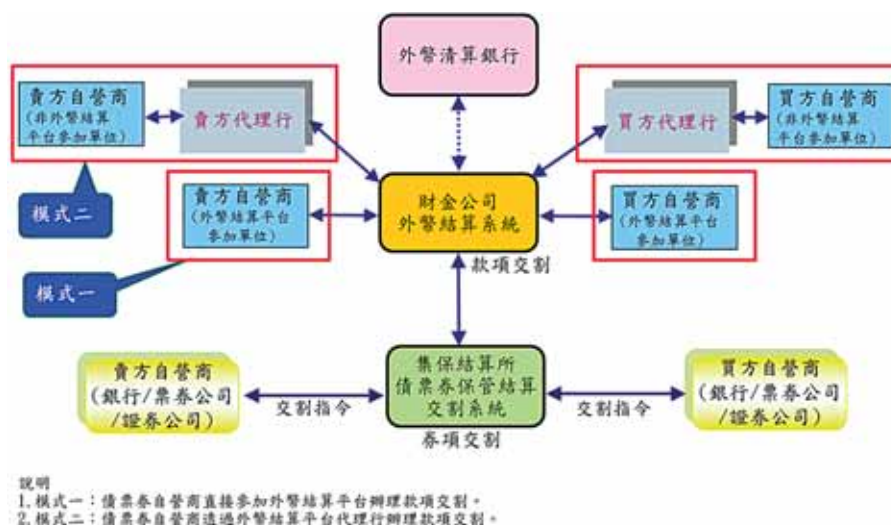 外幣清算銀行
賣方自營商
(非外幣結算
平台參加單位)
賣方代理行
買方代理行
買方自營商
(非外幣結算
平台參加單位)
模式二
賣方自營商
(外幣結算平台
參加單位)
財金公司
外幣結算系統
買方自營商
(外幣結算平台
參加單位)
模式一
款項交割
賣方自營商
(銀行/票券公司
/證券公司)
交割指令
集保結算所
債票券保管結算
交割系統
券項交割
交割指令
買方自營商
(銀行/票券公司
/證券公司)
說明
1.模式一：債票券自營商直接參加外幣結算平台辦理款項交割。
2.模式二：債票券自營商透過外幣結算平台代理行辦理款項交割。